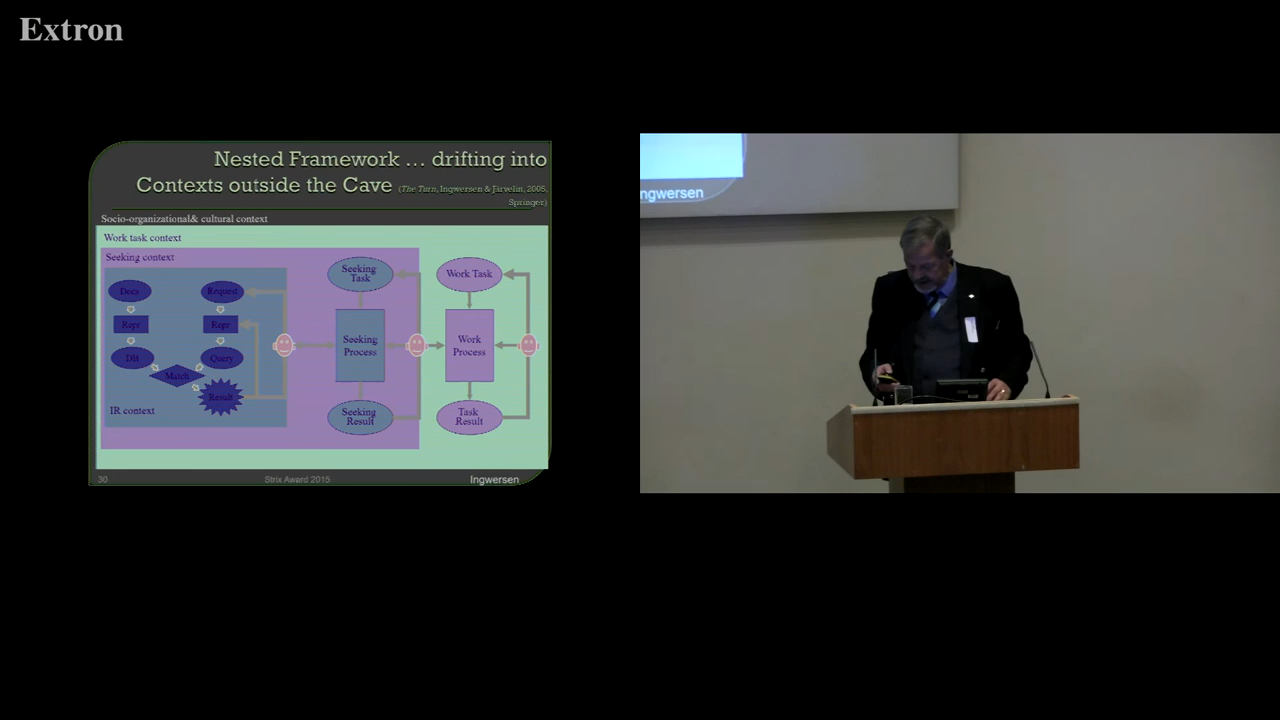 Extron
Nested Framework … drifting into
Contexts outside the Cave (The Turn, Ingwersen & Järvelin, 2005,
Springer)
Socio-organizational& cultural context
Work task context
Seeking context
Docs
Request
Repr
Repr
DB
Query
Match
Result
IR context
Seeking
Task
Seeking
Process
Seeking
Result
Work Task
Work
Process
Task
Result
30
Strix Award 2015
Ingwersen
ngwersen